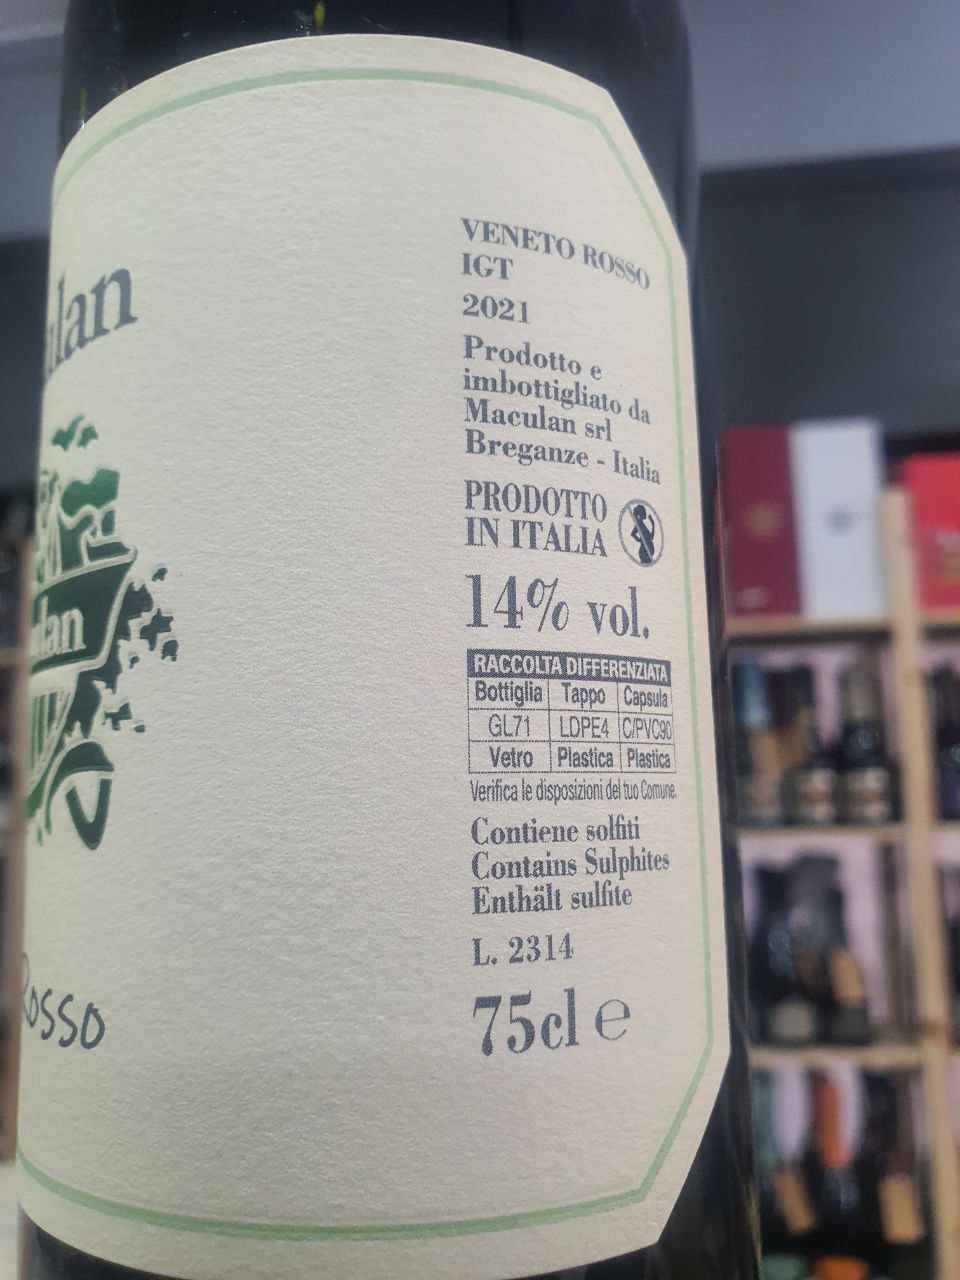 VENETO ROSSO
IGT
2021
Prodotto e
imbottigliato da
Maculan srl
Breganze - Italia
PRODOTTO
IN ITALIA
14% vol.
RACCOLTA DIFFERENZIATA
Bottiglia Tappo Capsula
GL71 LDPE4 C/PVC90
Vetro Plastica Plastica
Verifica le disposizioni del tuo Comune.
Contiene solfiti
Contains Sulphites
Enthält sulfite
L. 2314
75cl ℮
ROSSO